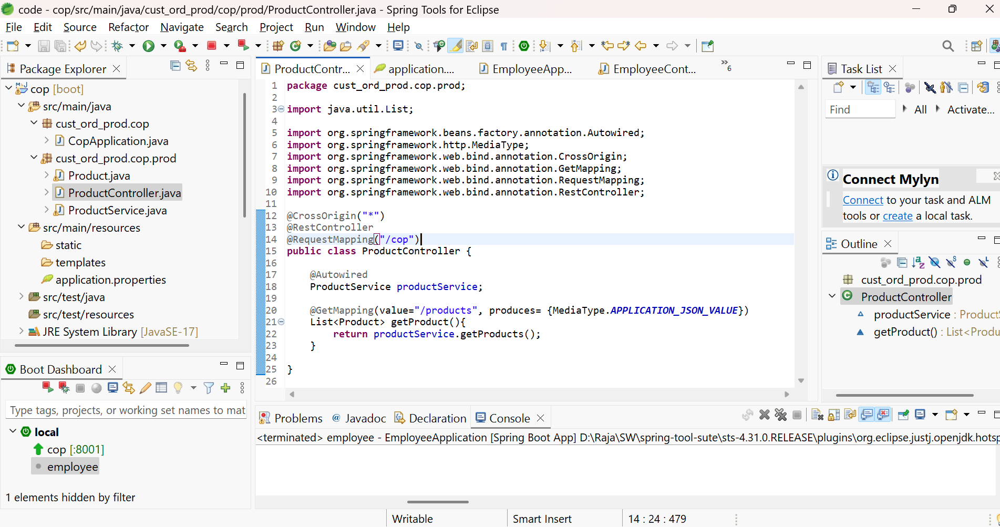 code - cop/src/main/java/cust_ord_prod/cop/prod/ProductController.java - Spring Tools for Eclipse
File Edit Source Refactor Navigate Search Project Run Window Help
Package Explorer
cop [boot]
src/main/java
cust_ord_prod.cop
CopApplication.java
cust_ord_prod.cop.prod
Product.java
ProductController.java
ProductService.java
src/main/resources
static
templates
application.properties
src/test/java
src/test/resources
JRE System Library [JavaSE-17]
Boot Dashboard
Type tags, projects, or working set names to mat
local
cop [:8001]
employee
1 elements hidden by filter
ProductContr... application.... EmployeeApp... EmployeeCont... »6
1 package cust_ord_prod.cop.prod;
2
3 import java.util.List;
4
5 import org.springframework.beans.factory.annotation.Autowired;
6 import org.springframework.http.MediaType;
7 import org.springframework.web.bind.annotation.CrossOrigin;
8 import org.springframework.web.bind.annotation.GetMapping;
9 import org.springframework.web.bind.annotation.RequestMapping;
10 import org.springframework.web.bind.annotation.RestController;
11
12 @CrossOrigin("*")
13 @RestController
14 @RequestMapping("/cop")
15 public class ProductController {
16
17 @Autowired
18 ProductService productService;
19
20 @GetMapping(value="/products", produces= {MediaType.APPLICATION_JSON_VALUE})
21 List<Product> getProduct(){
22 return productService.getProducts();
23 }
24
25 }
26
Problems @ Javadoc Declaration Console
<terminated> employee - EmployeeApplication [Spring Boot App] D:\Raja\SW\spring-tool-sute\sts-4.31.0.RELEASE\plugins\org.eclipse.justj.openjdk.hotsp
Task List
Find All Activate...
Connect Mylyn
Connect to your task and ALM
tools or create a local task.
Outline
cust_ord_prod.cop.prod
ProductController
productService : ProductS
getProduct() : List<Produ
Writable Smart Insert 14 : 24 : 479